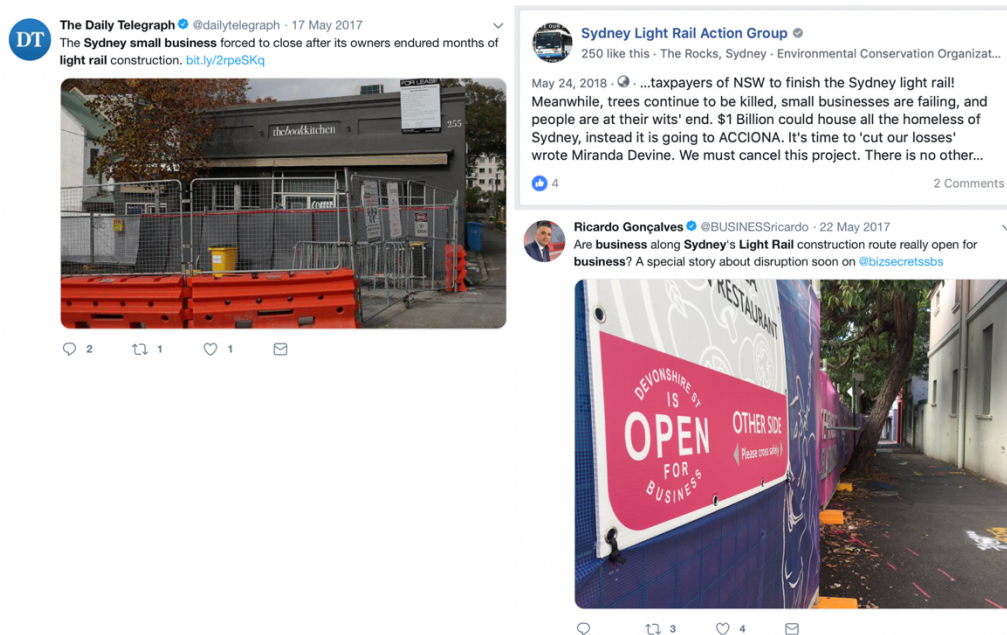 DT
The Daily Telegraph @dailytelegraph · 17 May 2017
The Sydney small business forced to close after its owners endured months of
light rail construction. bit.ly/2rpeSKq
FOR LEASE
thebookkitchen
255
2 1 1
Sydney Light Rail Action Group
250 like this · The Rocks, Sydney · Environmental Conservation Organizat...
May 24, 2018 · ...taxpayers of NSW to finish the Sydney light rail!
Meanwhile, trees continue to be killed, small businesses are failing, and
people are at their wits' end. $1 Billion could house all the homeless of
Sydney, instead it is going to ACCIONA. It's time to 'cut our losses'
wrote Miranda Devine. We must cancel this project. There is no other...
4 2 Comments
Ricardo Gonçalves @BUSINESSricardo · 22 May 2017
Are business along Sydney's Light Rail construction route really open for
business? A special story about disruption soon on @bizsecretssbs
RESTAURANT
DEVONSHIRE ST
IS
OPEN
FOR
BUSINESS
OTHER SIDE
Please cross safely
3 4